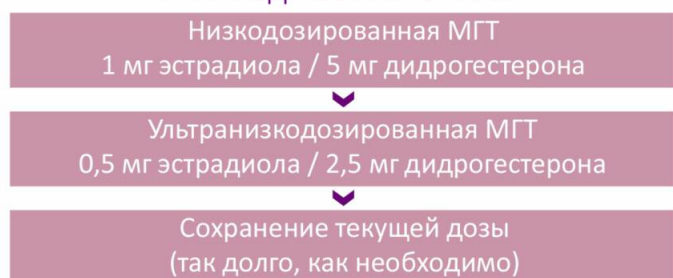 Низкодозированная МГТ
1 мг эстрадиола / 5 мг дидрогестерона
Ультранизкодозированная МГТ
0,5 мг эстрадиола / 2,5 мг дидрогестерона
Сохранение текущей дозы
(так долго, как необходимо)